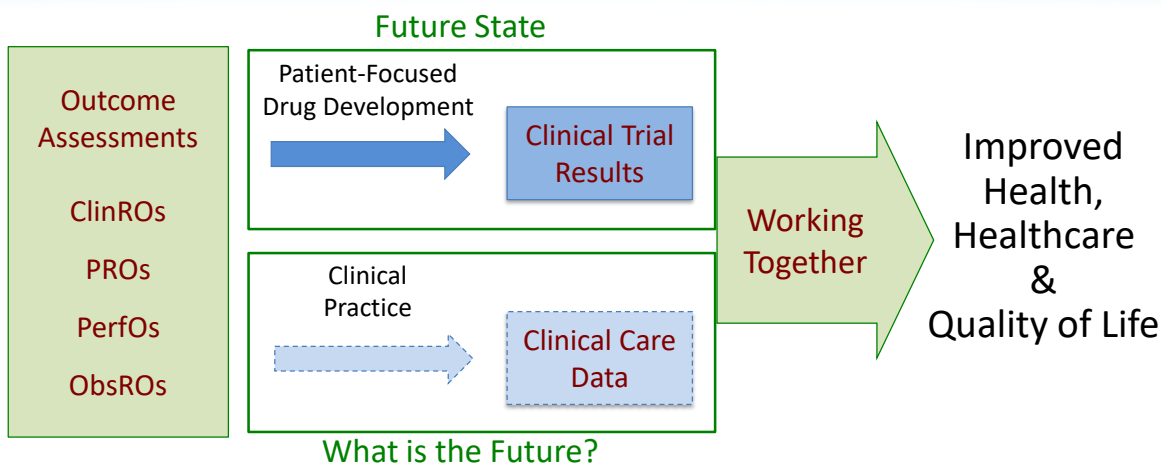 Future State
Outcome
Assessments
ClinROs
PROs
PerfOs
ObsROs
Patient-Focused
Drug Development
Clinical Trial
Results
Clinical
Practice
Clinical Care
Data
What is the Future?
Working
Together
Improved
Health,
Healthcare
&
Quality of Life